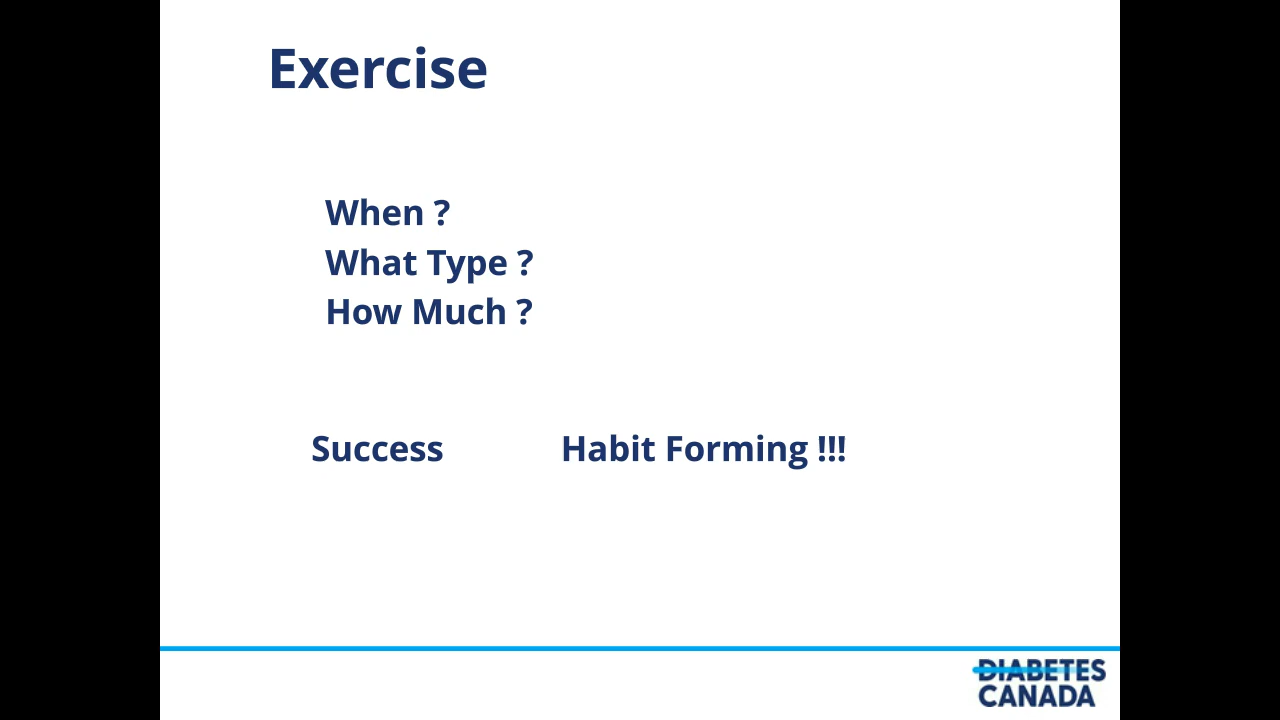 Exercise
When ?
What Type ?
How Much ?
Success Habit Forming !!!
DIABETES
CANADA